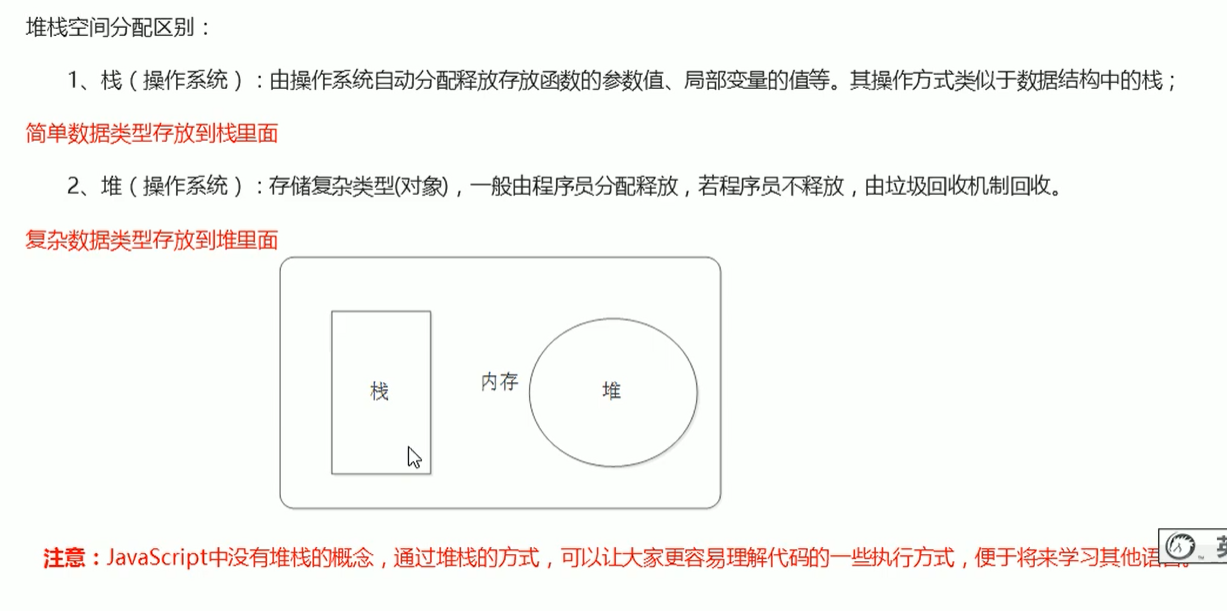 堆栈空间分配区别：
1、栈（操作系统）：由操作系统自动分配释放存放函数的参数值、局部变量的值等。其操作方式类似于数据结构中的栈；
简单数据类型存放到栈里面
2、堆（操作系统）：存储复杂类型(对象)，一般由程序员分配释放，若程序员不释放，由垃圾回收机制回收。
复杂数据类型存放到堆里面
栈 内存 堆
注意：JavaScript中没有堆栈的概念，通过堆栈的方式，可以让大家更容易理解代码的一些执行方式，便于将来学习其他语